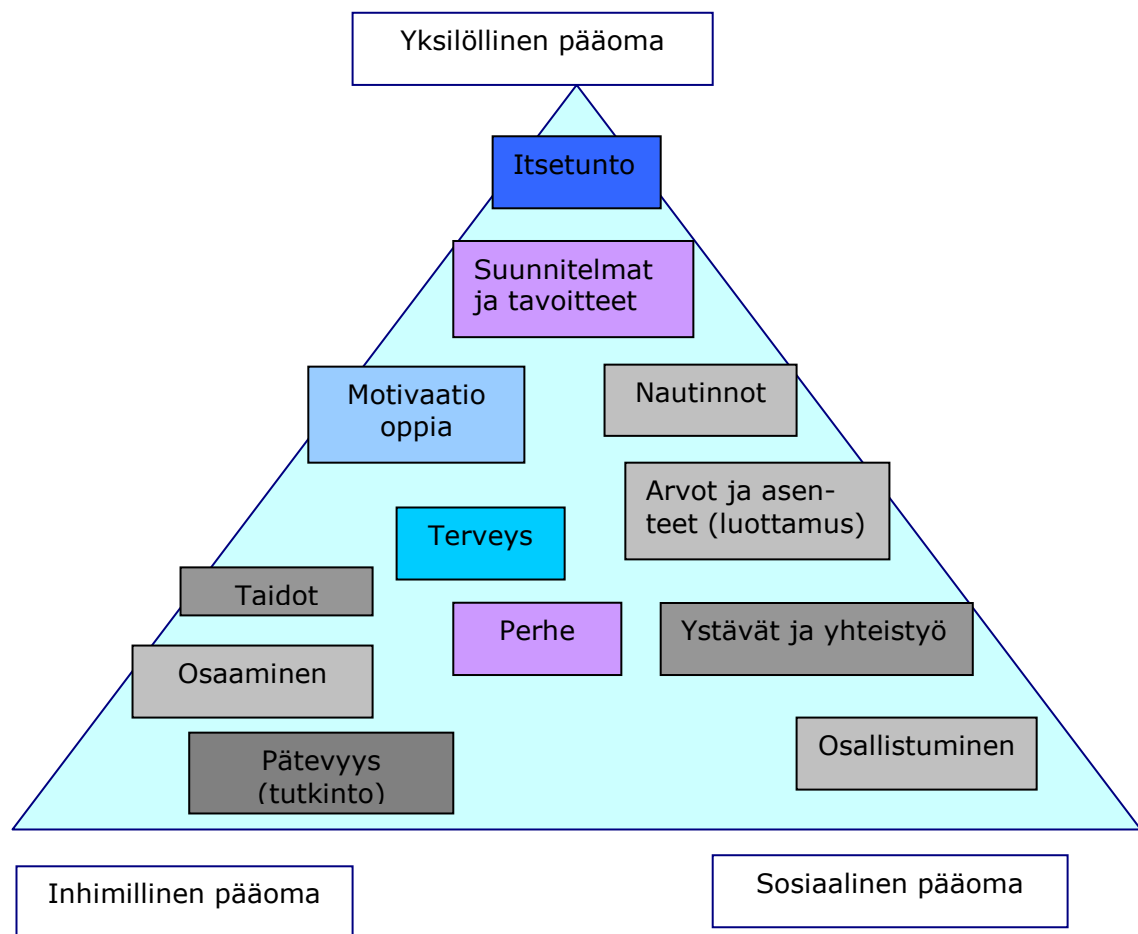 Yksilöllinen pääoma
Itsetunto
Suunnitelmat
ja tavoitteet
Motivaatio
oppia
Nautinnot
Arvot ja asen-
teet (luottamus)
Terveys
Taidot
Perhe
Ystävät ja yhteistyö
Osaaminen
Osallistuminen
Pätevyys
(tutkinto)
Inhimillinen pääoma
Sosiaalinen pääoma